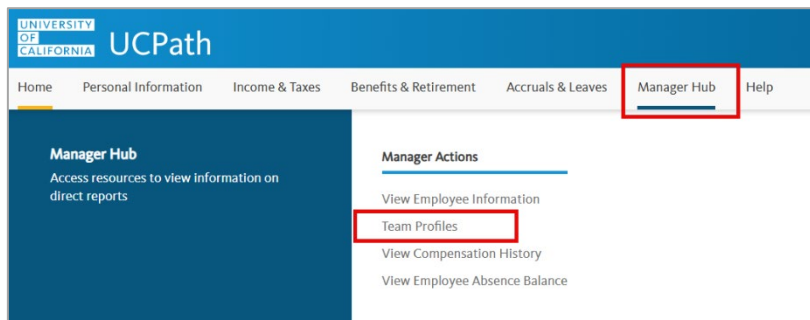 UNIVERSITY
OF
CALIFORNIA
UCPath
Home Personal Information Income & Taxes Benefits & Retirement Accruals & Leaves Manager Hub Help
Manager Hub
Access resources to view information on
direct reports
Manager Actions
View Employee Information
Team Profiles
View Compensation History
View Employee Absence Balance